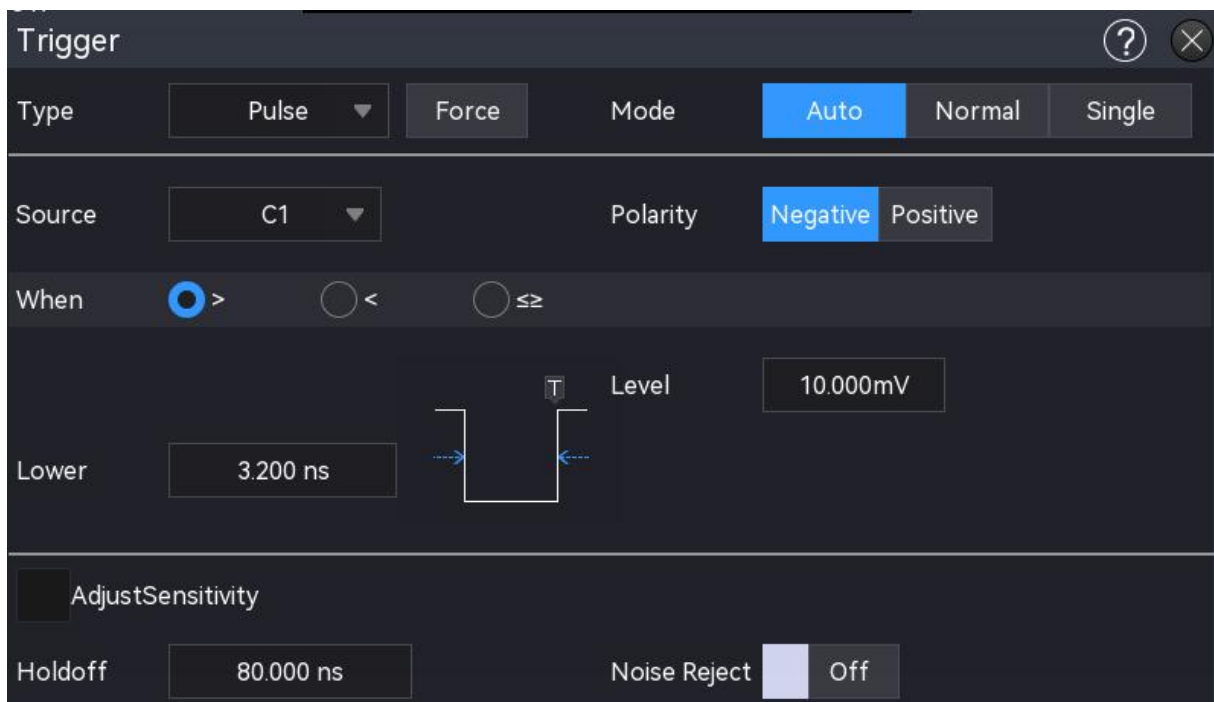 Trigger ?
Type Pulse Force Mode Auto Normal Single
Source C1 Polarity Negative Positive
When > < ≤≥
T Level 10.000mV
Lower 3.200 ns
AdjustSensitivity
Holdoff 80.000 ns Noise Reject Off